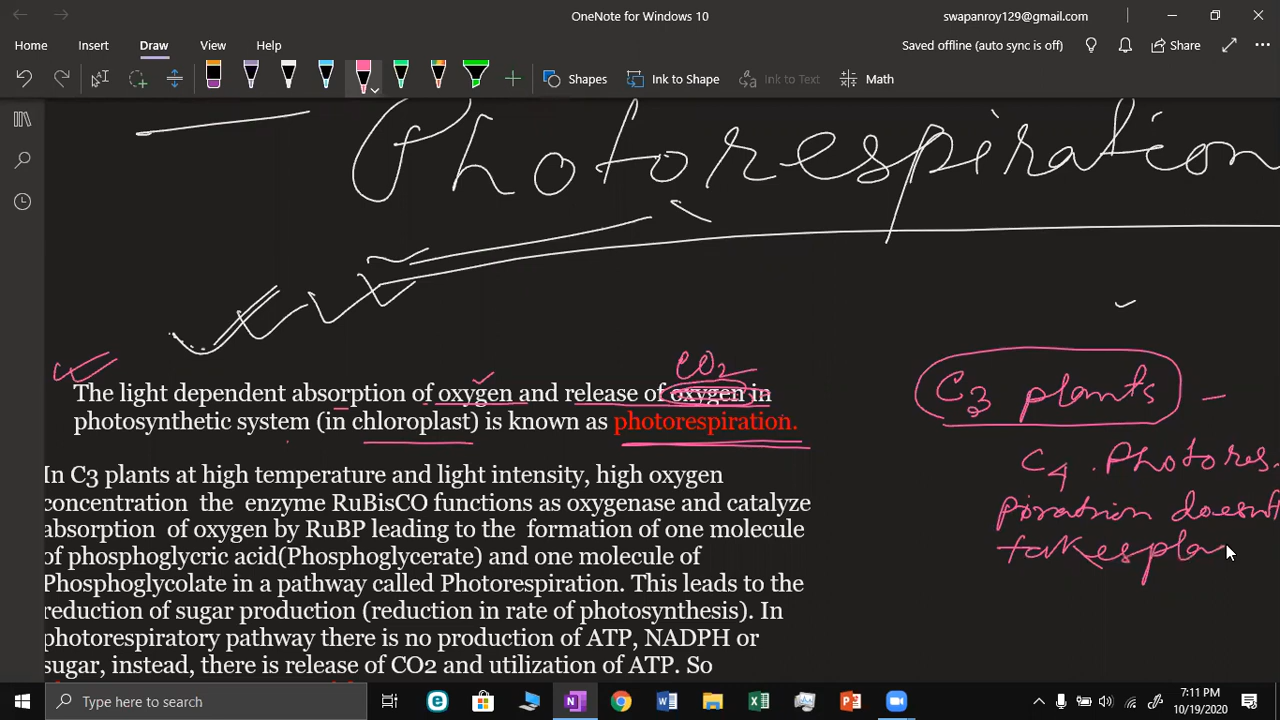 OneNote for Windows 10
swapanroy129@gmail.com
Home Insert Draw View Help
Saved offline (auto sync is off)
Share
Shapes
Ink to Shape
Ink to Text
Math
Photorespiration
CO2
The light dependent absorption of oxygen and release of oxygen in
photosynthetic system (in chloroplast) is known as photorespiration.
In C3 plants at high temperature and light intensity, high oxygen
concentration the enzyme RuBisCO functions as oxygenase and catalyze
absorption of oxygen by RuBP leading to the formation of one molecule
of phosphoglycric acid(Phosphoglycerate) and one molecule of
Phosphoglycolate in a pathway called Photorespiration. This leads to the
reduction of sugar production (reduction in rate of photosynthesis). In
photorespiratory pathway there is no production of ATP, NADPH or
sugar, instead, there is release of CO2 and utilization of ATP. So
C3 plants -
C4 . Photores-
piration doesn't
takes pla
Type here to search
7:11 PM
10/19/2020